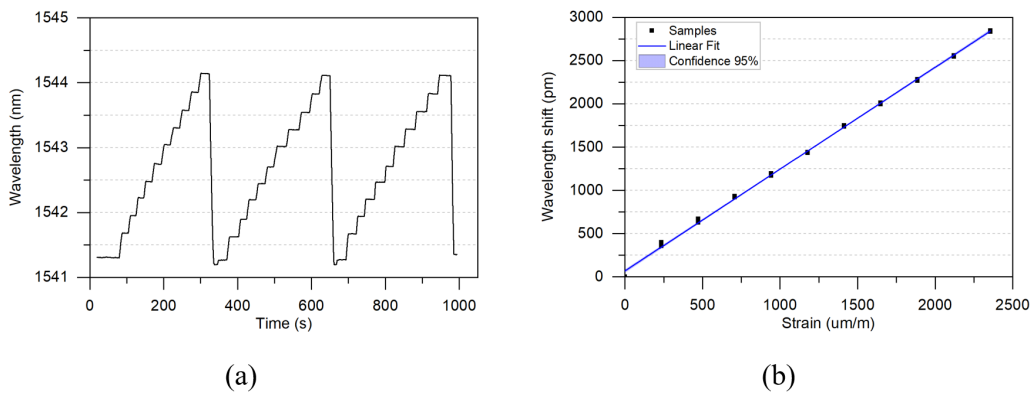 1545
1544
1543
1542
1541
Wavelength (nm)
0
200
400
600
800
1000
Time (s)
(a)
3000
2500
2000
1500
1000
500
0
Wavelength shift (pm)
Samples
Linear Fit
Confidence 95%
0
500
1000
1500
2000
2500
Strain (um/m)
(b)